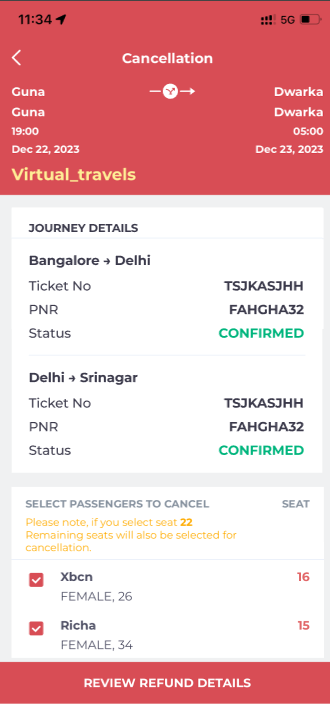 11:34
5G
Cancellation
Guna Dwarka
Guna Dwarka
19:00 05:00
Dec 22, 2023 Dec 23, 2023
Virtual_travels
JOURNEY DETAILS
Bangalore → Delhi
Ticket No TSJKASJHH
PNR FAHGHA32
Status CONFIRMED
Delhi → Srinagar
Ticket No TSJKASJHH
PNR FAHGHA32
Status CONFIRMED
SELECT PASSENGERS TO CANCEL SEAT
Please note, if you select seat 22
Remaining seats will also be selected for
cancellation.
Xbcn 16
FEMALE, 26
Richa 15
FEMALE, 34
REVIEW REFUND DETAILS